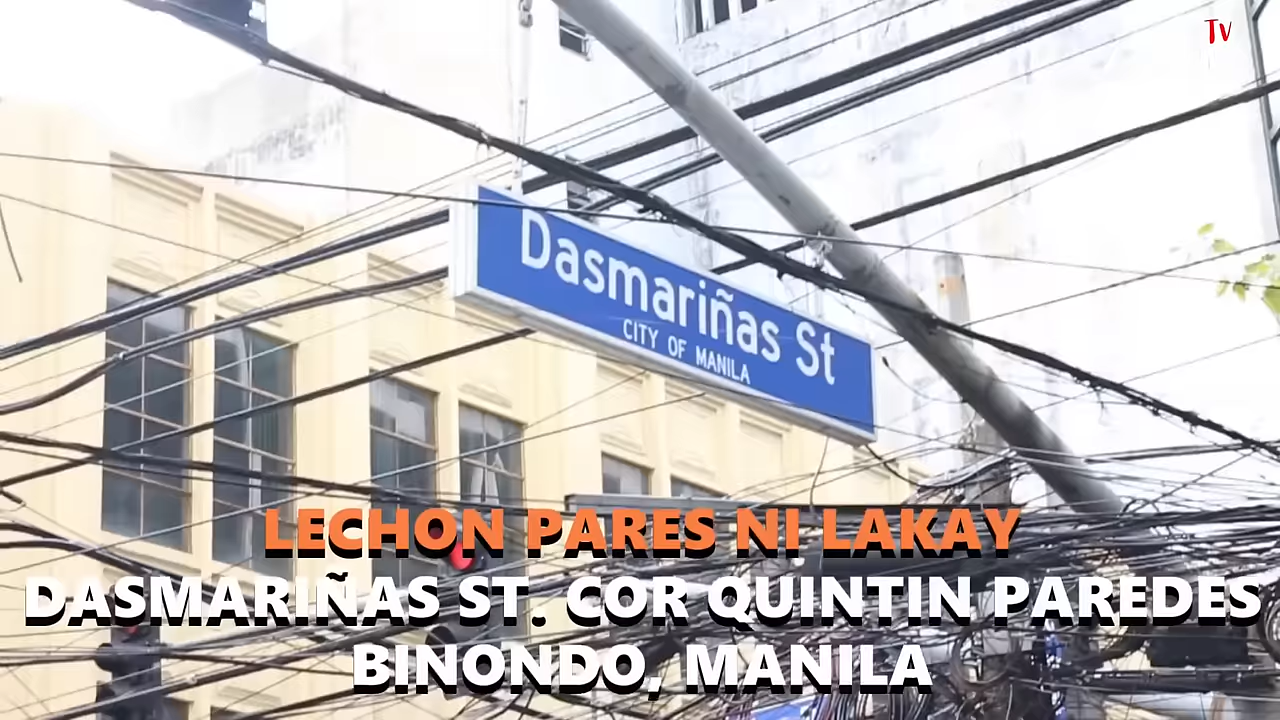 TV
Dasmariñas St
CITY OF MANILA
LECHON PARES NI LAKAY
DASMARIÑAS ST. COR QUINTIN PAREDES
BINONDO, MANILA